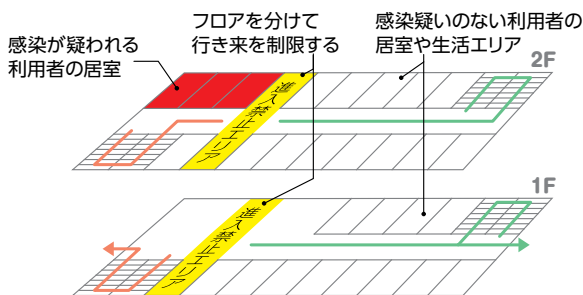 感染が疑われる
利用者の居室
フロアを分けて
行き来を制限する
感染疑いのない利用者の
居室や生活エリア
2F
進入禁止エリア
1F
進入禁止エリア